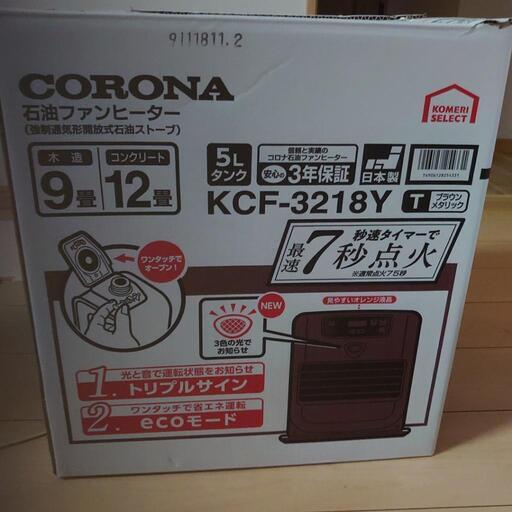 9111811.2
CORONA
石油ファンヒーター
(強制通気形開放式石油ストーブ)
KOMERI
SELECT
木造
9畳
コンクリート
12畳
5L
タンク
信頼と実績の
コロナ石油ファンヒーター
安心の3年保証
日本製
KCF-3218Y
T
ブラウン
メタリック
ワンタッチで
オープン!
秒速タイマーで
最速7秒点火
※通常点火75秒
NEW
3色の光で
お知らせ
見やすいオレンジ液晶
1. 光と音で運転状態をお知らせ
トリプルサイン
2. ワンタッチで省エネ運転
ecoモード